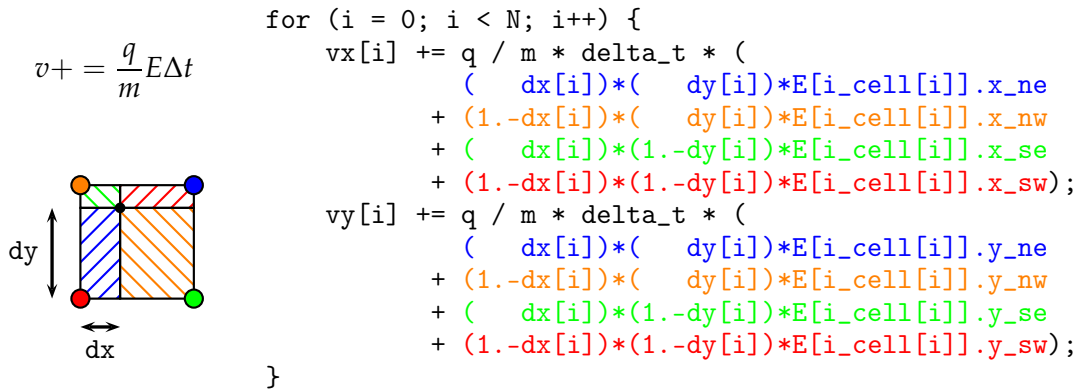 v+ = \frac{q}{m} E\Delta t
dy
dx
for (i = 0; i < N; i++) {
    vx[i] += q / m * delta_t * (
            (   dx[i])*(   dy[i])*E[i_cell[i]].x_ne
          + (1.-dx[i])*(   dy[i])*E[i_cell[i]].x_nw
          + (   dx[i])*(1.-dy[i])*E[i_cell[i]].x_se
          + (1.-dx[i])*(1.-dy[i])*E[i_cell[i]].x_sw);
    vy[i] += q / m * delta_t * (
            (   dx[i])*(   dy[i])*E[i_cell[i]].y_ne
          + (1.-dx[i])*(   dy[i])*E[i_cell[i]].y_nw
          + (   dx[i])*(1.-dy[i])*E[i_cell[i]].y_se
          + (1.-dx[i])*(1.-dy[i])*E[i_cell[i]].y_sw);
}